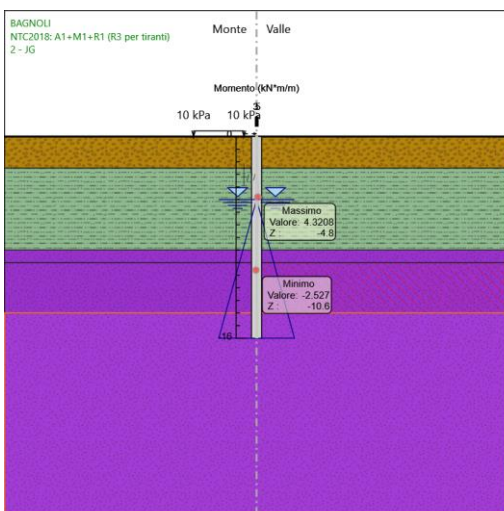 BAGNOLI
NTC2018: A1+M1+R1 (R3 per tiranti)
2 - JG
Monte Valle
Momento (kN*m/m)
10 kPa 10 kPa
Massimo
Valore: 4.3208
Z : -4.8
Minimo
Valore: -2.527
Z : -10.6
-16